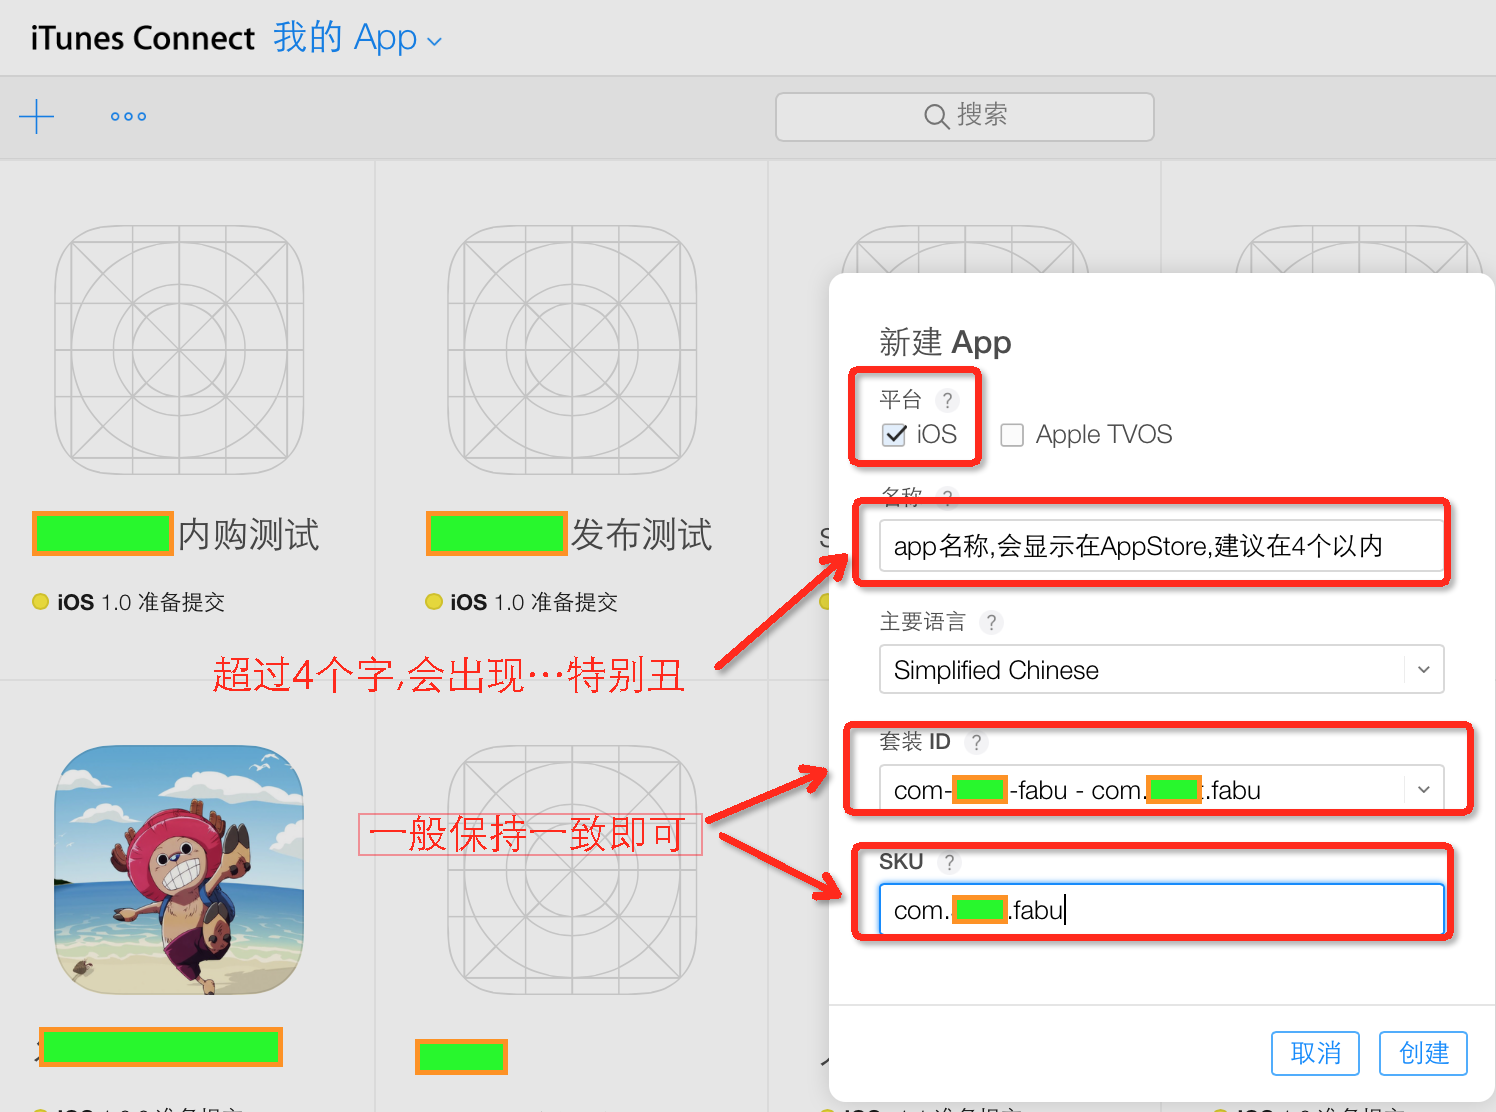 iTunes Connect 我的 App
搜索
内购测试
iOS 1.0 准备提交
发布测试
iOS 1.0 准备提交
新建 App
平台 ?
iOS
Apple TVOS
名称 ?
app名称,会显示在AppStore,建议在4个以内
超过4个字,会出现…特别丑
主要语言 ?
Simplified Chinese
套装 ID ?
com- -fabu - com. .fabu
一般保持一致即可
SKU ?
com. .fabu
取消
创建